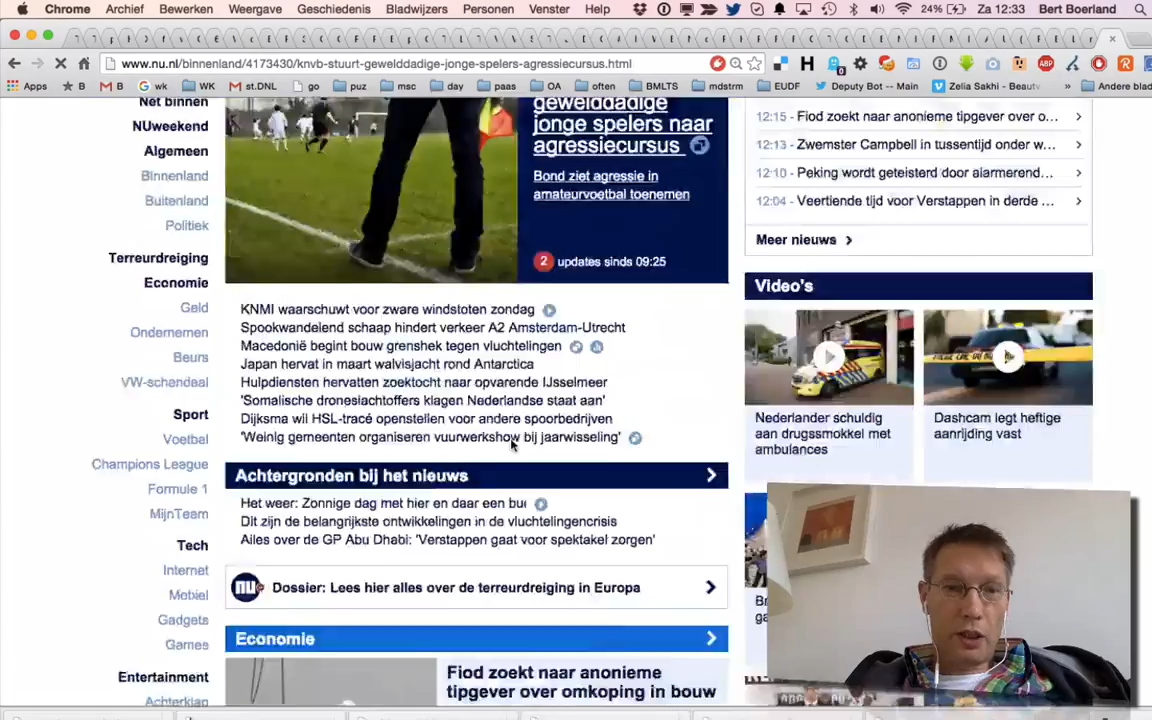 Chrome Archief Bewerken Weergave Geschiedenis Bladwijzers Personen Venster Help 24% Za 12:33 Bert Boerland
www.nu.nl/binnenland/4173430/knvb-stuurt-gewelddadige-jonge-spelers-agressiecursus.html
Apps B M B G wk WK M st.DNL go puz msc day paas OA often BMLTS mdstrm EUDF Deputy Bot -- Main Zelia Sakhi - Beauty » Andere blad
Net binnen
NUweekend
Algemeen
Binnenland
Buitenland
Politiek
Terreurdreiging
Economie
Geld
Ondernemen
Beurs
VW-schandaal
Sport
Voetbal
Champions League
Formule 1
MijnTeam
Tech
Internet
Mobiel
Gadgets
Games
Entertainment
Achterklap
gewelddadige
jonge spelers naar
agressiecursus
Bond ziet agressie in
amateurvoetbal toenemen
2 updates sinds 09:25
KNMI waarschuwt voor zware windstoten zondag
Spookwandelend schaap hindert verkeer A2 Amsterdam-Utrecht
Macedonië begint bouw grenshek tegen vluchtelingen
Japan hervat in maart walvisjacht rond Antarctica
Hulpdiensten hervatten zoektocht naar opvarende IJsselmeer
'Somalische droneslachtoffers klagen Nederlandse staat aan'
Dijksma wil HSL-tracé openstellen voor andere spoorbedrijven
'Weinig gemeenten organiseren vuurwerkshow bij jaarwisseling'
Achtergronden bij het nieuws
Het weer: Zonnige dag met hier en daar een bui
Dit zijn de belangrijkste ontwikkelingen in de vluchtelingencrisis
Alles over de GP Abu Dhabi: 'Verstappen gaat voor spektakel zorgen'
nu Dossier: Lees hier alles over de terreurdreiging in Europa
Economie
Fiod zoekt naar anonieme
tipgever over omkoping in bouw
12:15 - Fiod zoekt naar anonieme tipgever over o...
12:13 - Zwemster Campbell in tussentijd onder w...
12:10 - Peking wordt geteisterd door alarmerend...
12:04 - Veertiende tijd voor Verstappen in derde ...
Meer nieuws
Video's
Nederlander schuldig
aan drugssmokkel met
ambulances
Dashcam legt heftige
aanrijding vast